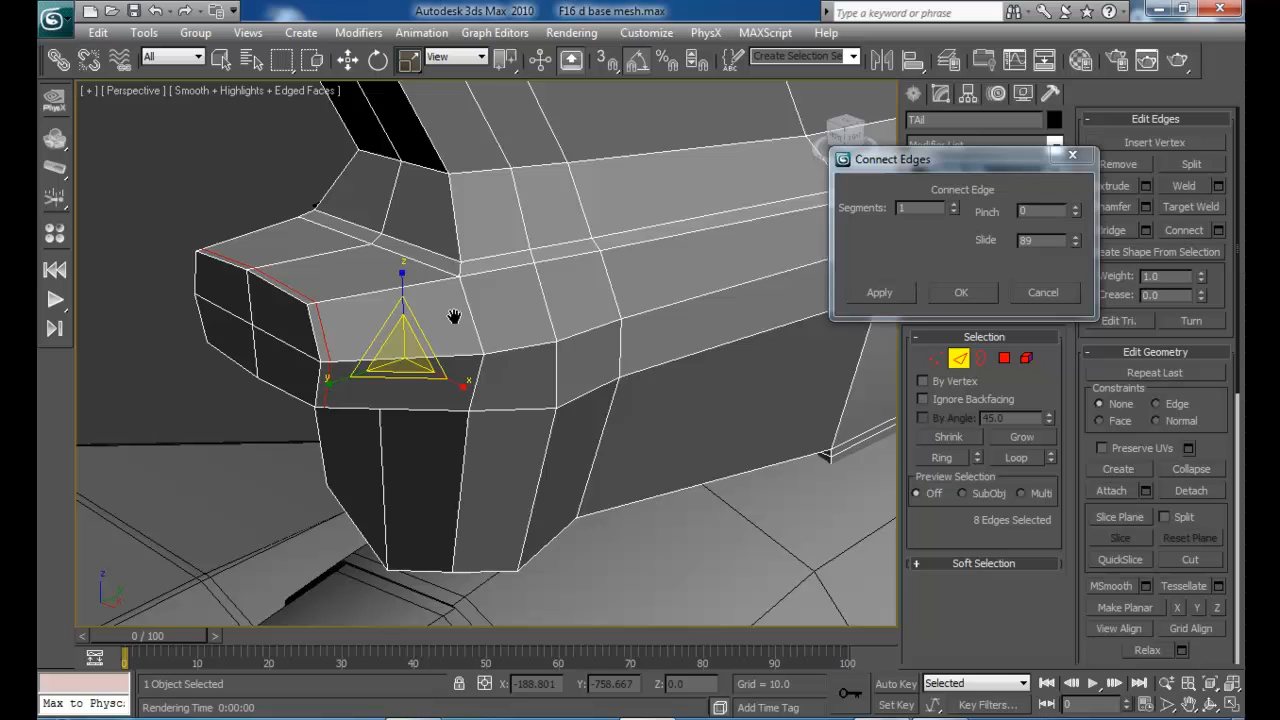 Autodesk 3ds Max 2010 F16 d base mesh.max
Type a keyword or phrase
Edit Tools Group Views Create Modifiers Animation Graph Editors Rendering Customize PhysX MAXScript Help
All View 3 Create Selection Se
[ + ] [ Perspective ] [ Smooth + Highlights + Edged Faces ]
PhysX
TAil
Modifier List
Connect Edges
Connect Edge
Segments: 1 Pinch 0
Slide 89
Apply OK Cancel
Edit Edges
Insert Vertex
Remove Split
Extrude Weld
Chamfer Target Weld
Bridge Connect
Create Shape From Selection
Weight: 1.0
Crease: 0.0
Edit Tri. Turn
Selection
By Vertex
Ignore Backfacing
By Angle: 45.0
Shrink Grow
Ring Loop
Preview Selection
Off SubObj Multi
8 Edges Selected
Soft Selection
Edit Geometry
Repeat Last
Constraints
None Edge
Face Normal
Preserve UVs
Create Collapse
Attach Detach
Slice Plane Split
Slice Reset Plane
QuickSlice Cut
MSmooth Tessellate
Make Planar X Y Z
View Align Grid Align
Relax
z
y x
z
y
< 0 / 100 >
0 10 20 30 40 50 60 70 80 90 100
1 Object Selected X: -188.801 Y: -758.667 Z: 0.0 Grid = 10.0 Auto Key Selected
Max to Physc. Rendering Time 0:00:00 Add Time Tag Set Key Key Filters... 0